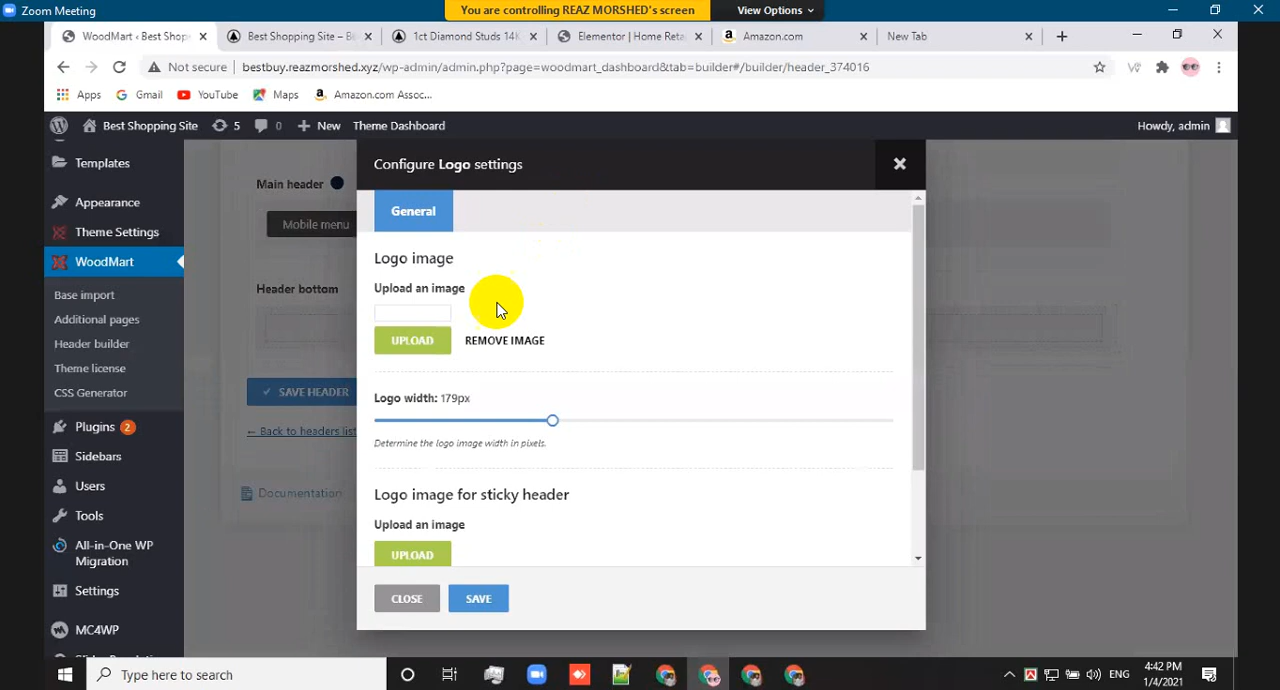 Zoom Meeting
You are controlling REAZ MORSHED's screen
View Options
WoodMart ‹ Best Shop
Best Shopping Site – B
1ct Diamond Studs 14K
Elementor | Home Reta
Amazon.com
New Tab
Not secure
bestbuy.reazmorshed.xyz/wp-admin/admin.php?page=woodmart_dashboard&tab=builder#/builder/header_374016
Apps
Gmail
YouTube
Maps
Amazon.com Assoc...
Best Shopping Site
5
0
New
Theme Dashboard
Howdy, admin
Templates
Appearance
Theme Settings
WoodMart
Base import
Additional pages
Header builder
Theme license
CSS Generator
Plugins 2
Sidebars
Users
Tools
All-in-One WP
Migration
Settings
MC4WP
Main header
Mobile menu
Header bottom
SAVE HEADER
← Back to headers list
Documentation
Configure Logo settings
General
Logo image
Upload an image
UPLOAD
REMOVE IMAGE
Logo width: 179px
Determine the logo image width in pixels.
Logo image for sticky header
Upload an image
UPLOAD
CLOSE
SAVE
Type here to search
ENG
4:42 PM
1/4/2021